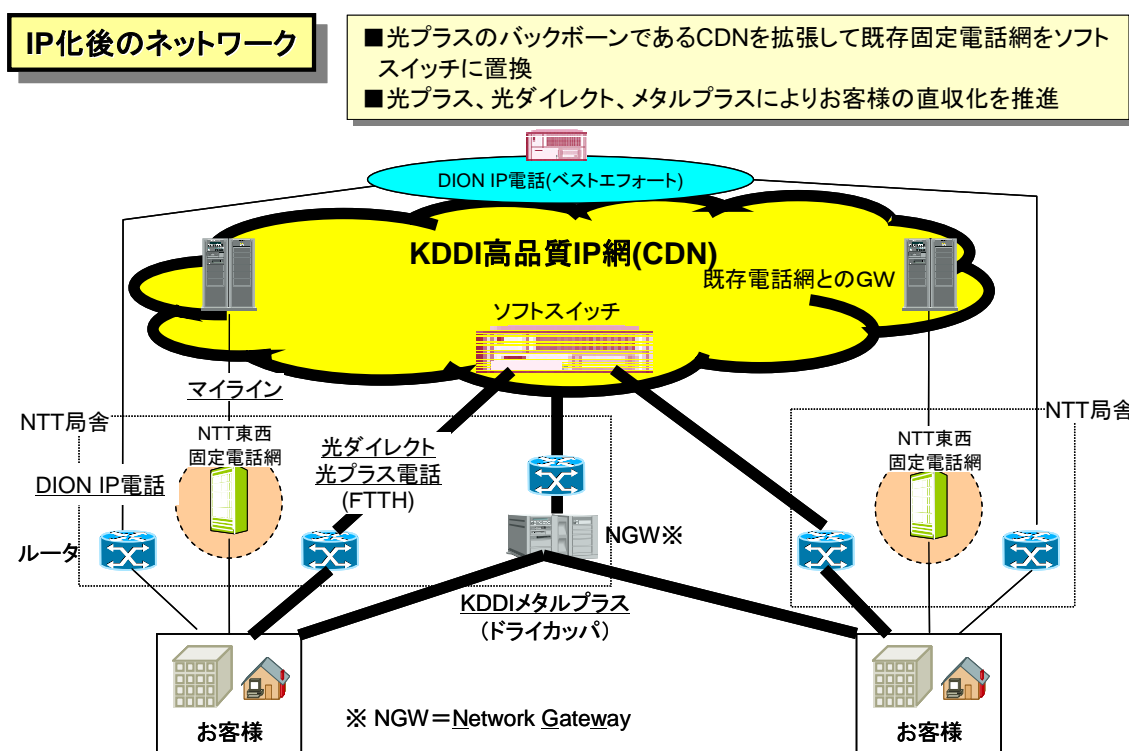 IP化後のネットワーク
■光プラスのバックボーンであるCDNを拡張して既存固定電話網をソフト
スイッチに置換
■光プラス、光ダイレクト、メタルプラスによりお客様の直収化を推進
DION IP電話(ベストエフォート)
KDDI高品質IP網(CDN)
既存電話網とのGW
ソフトスイッチ
マイライン
NTT局舎
NTT局舎
NTT東西
固定電話網
光ダイレクト
光プラス電話
(FTTH)
NTT東西
固定電話網
DION IP電話
ルータ
NGW※
KDDIメタルプラス
(ドライカッパ)
お客様
※ NGW＝Network Gateway
お客様